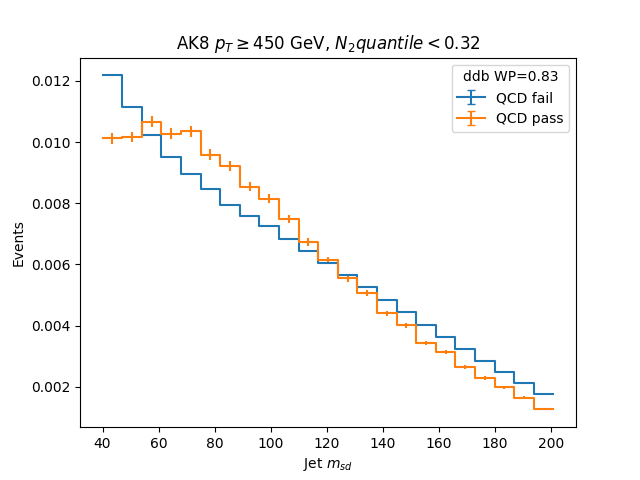 AK8 $p_T \geq 450$ GeV, $N_2quantile < 0.32$
ddb WP=0.83
QCD fail
QCD pass
Events
0.012
0.010
0.008
0.006
0.004
0.002
40 60 80 100 120 140 160 180 200
Jet $m_{sd}$